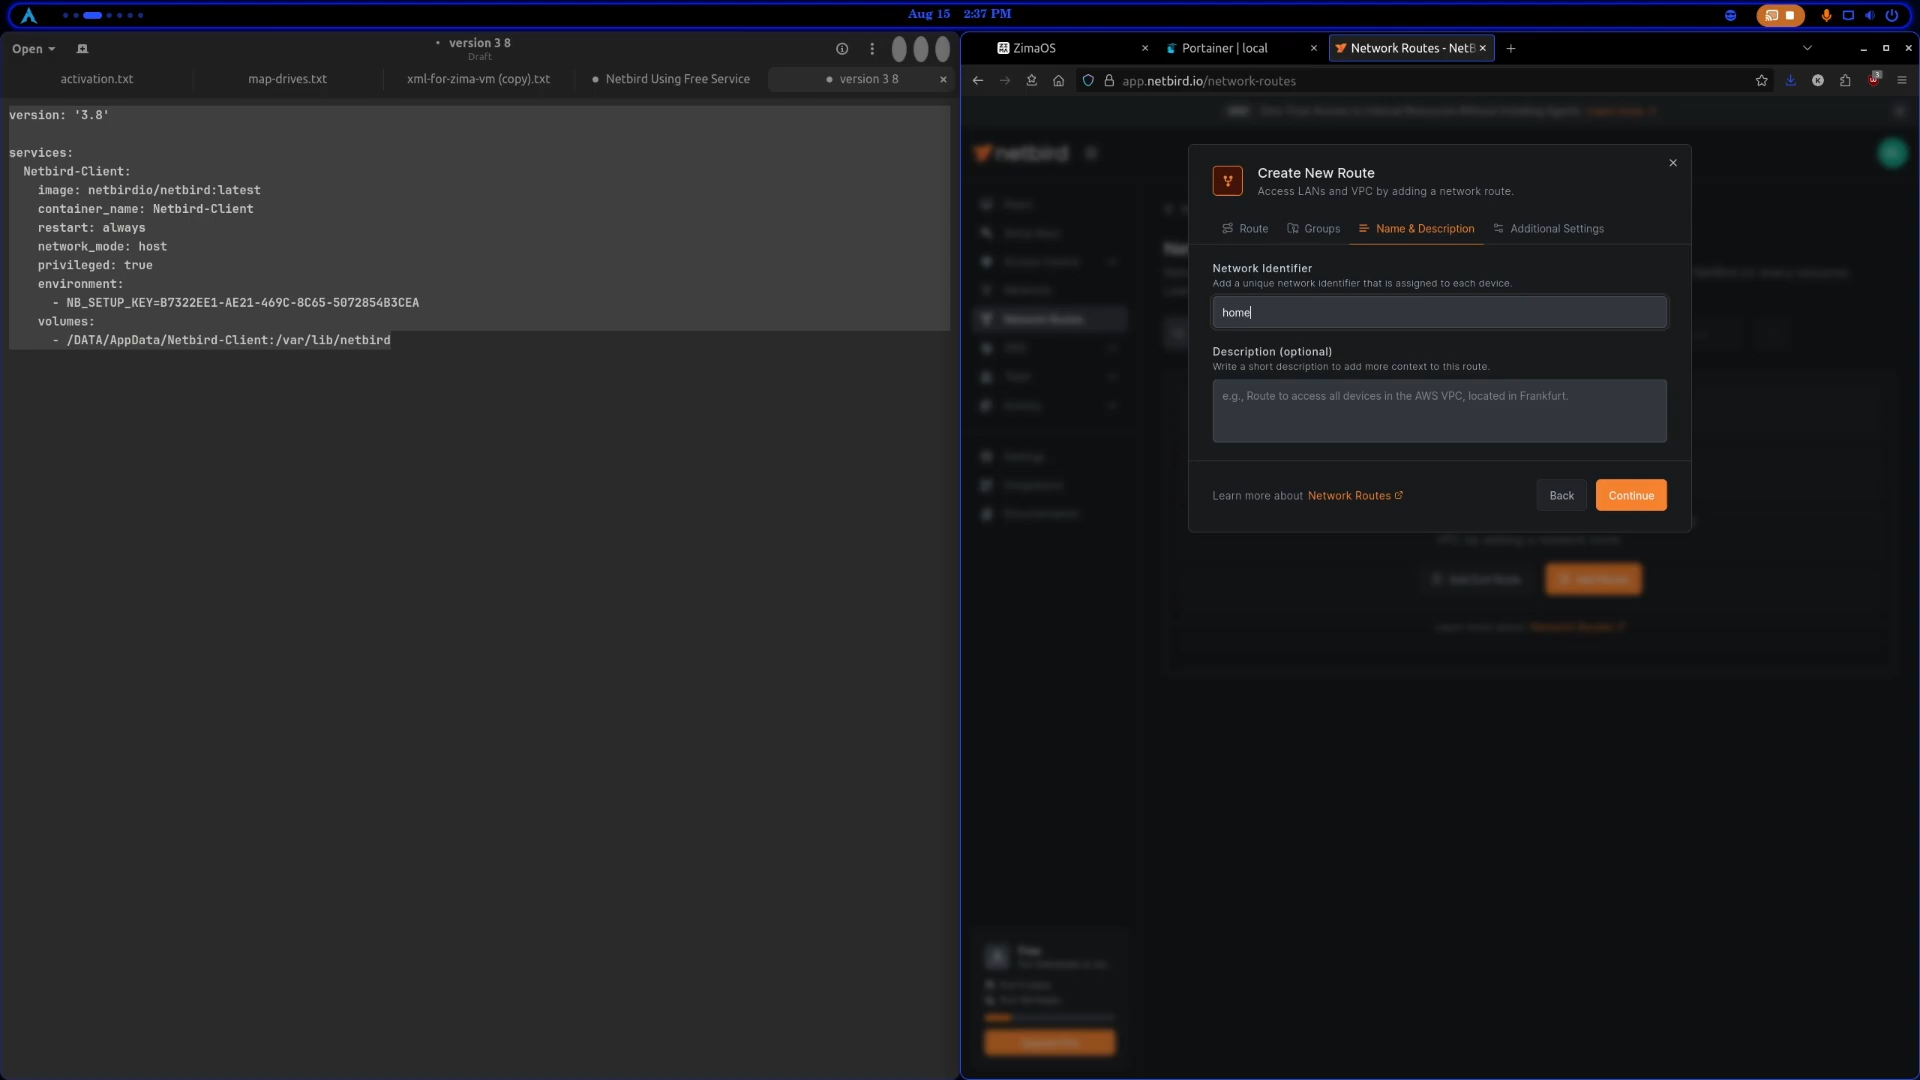 Aug 15 2:37 PM
Open
version 3 8
Draft
activation.txt
map-drives.txt
xml-for-zima-vm (copy).txt
Netbird Using Free Service
version 3 8
version: '3.8'
services:
Netbird-Client:
image: netbirdio/netbird:latest
container_name: Netbird-Client
restart: always
network_mode: host
privileged: true
environment:
- NB_SETUP_KEY=B7322EE1-AE21-469C-8C65-5072854B3CEA
volumes:
- /DATA/AppData/Netbird-Client:/var/lib/netbird
ZimaOS
Portainer | local
Network Routes - NetB
app.netbird.io/network-routes
K
3
netbird
Network Routes
Create New Route
Access LANs and VPC by adding a network route.
Route
Groups
Name & Description
Additional Settings
Network Identifier
Add a unique network identifier that is assigned to each device.
home
Description (optional)
Write a short description to add more context to this route.
e.g., Route to access all devices in the AWS VPC, located in Frankfurt.
Learn more about Network Routes
Back
Continue